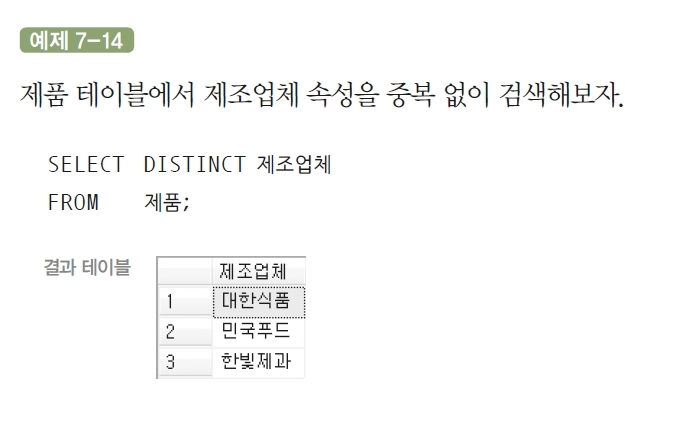 예제 7-14
제품 테이블에서 제조업체 속성을 중복 없이 검색해보자.
SELECT DISTINCT 제조업체
FROM 제품;
결과 테이블
제조업체
1 대한식품
2 민국푸드
3 한빛제과